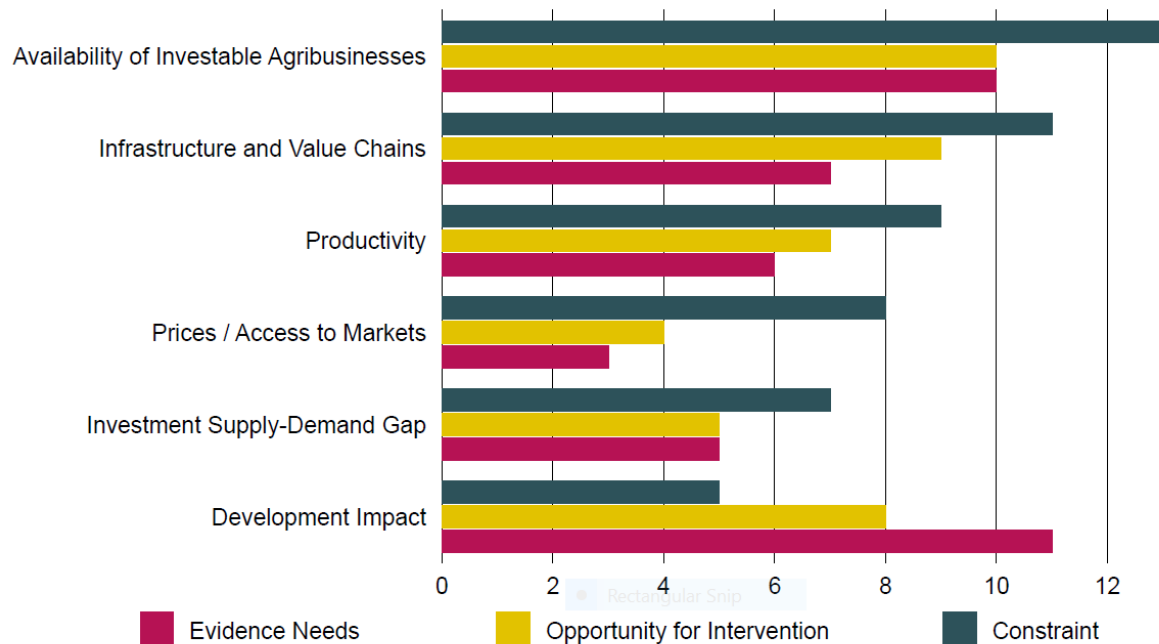 Availability of Investable Agribusinesses
Infrastructure and Value Chains
Productivity
Prices / Access to Markets
Investment Supply-Demand Gap
Development Impact
0 2 4 6 8 10 12
Rectangular Snip
Evidence Needs Opportunity for Intervention Constraint